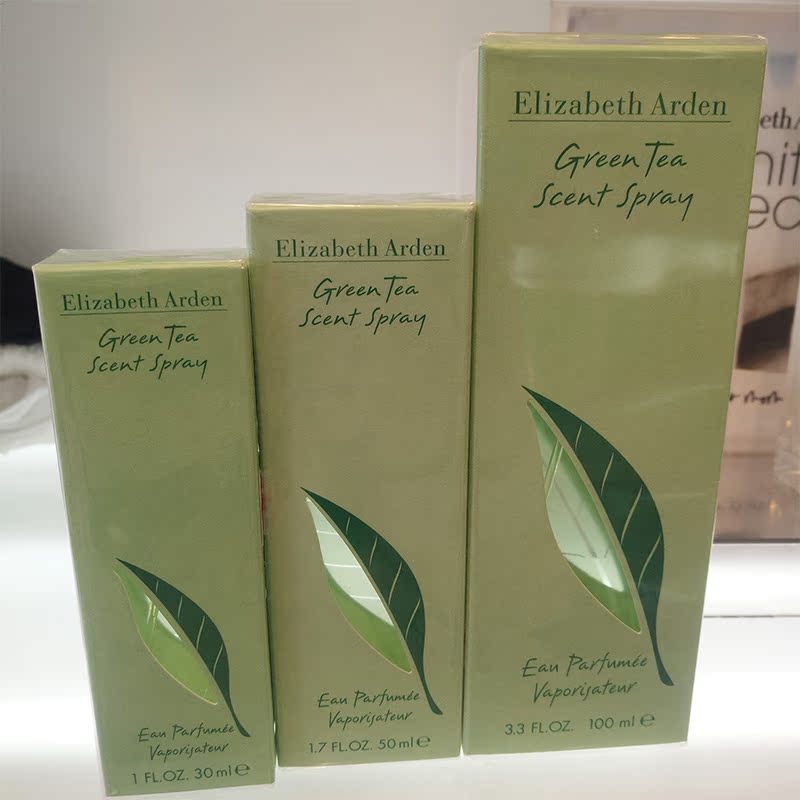 Elizabeth Arden
Green Tea
Scent Spray
Eau Parfumée
Vaporisateur
1 FL.OZ. 30 ml e
Elizabeth Arden
Green Tea
Scent Spray
Eau Parfumée
Vaporisateur
1.7 FL.OZ. 50 ml e
Elizabeth Arden
Green Tea
Scent Spray
Eau Parfumée
Vaporisateur
3.3 FL.OZ. 100 ml e